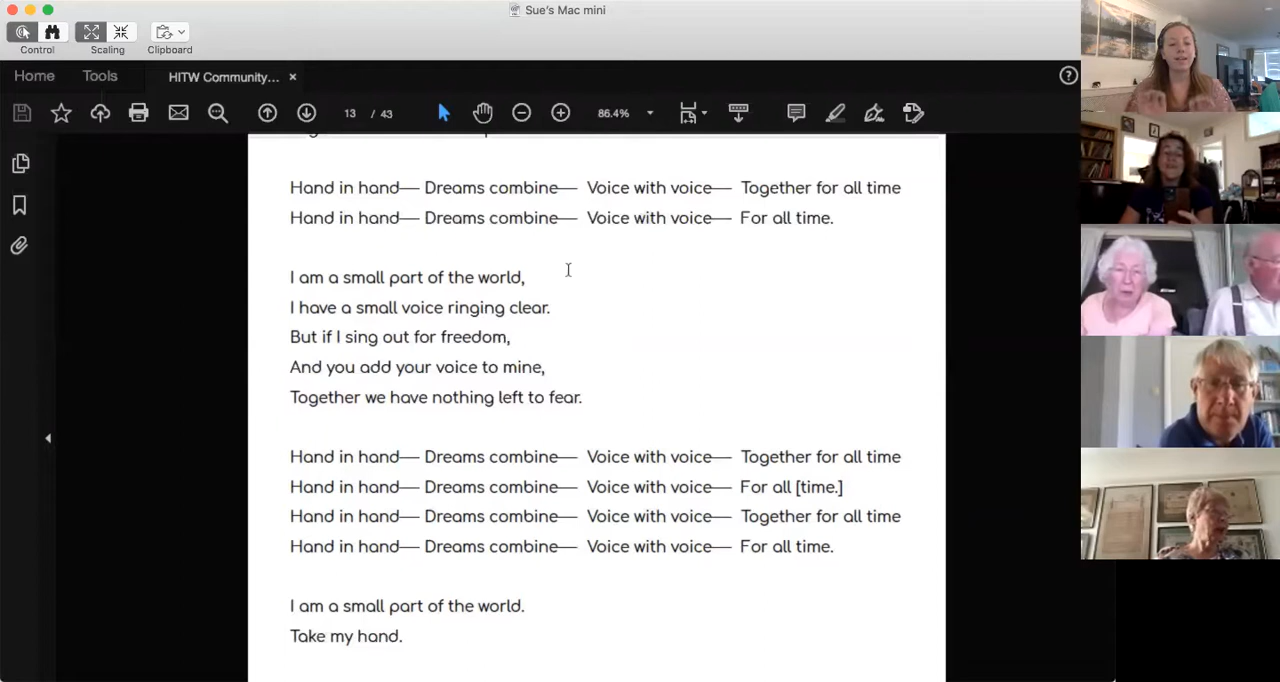 Sue's Mac mini
Control
Scaling
Clipboard
Home Tools HITW Community... ×
13 / 43 86.4%
Hand in hand— Dreams combine— Voice with voice— Together for all time
Hand in hand— Dreams combine— Voice with voice— For all time.
I am a small part of the world,
I have a small voice ringing clear.
But if I sing out for freedom,
And you add your voice to mine,
Together we have nothing left to fear.
Hand in hand— Dreams combine— Voice with voice— Together for all time
Hand in hand— Dreams combine— Voice with voice— For all [time.]
Hand in hand— Dreams combine— Voice with voice— Together for all time
Hand in hand— Dreams combine— Voice with voice— For all time.
I am a small part of the world.
Take my hand.